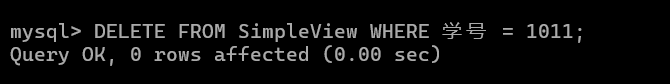 mysql> DELETE FROM SimpleView WHERE 学号 = 1011;
Query OK, 0 rows affected (0.00 sec)